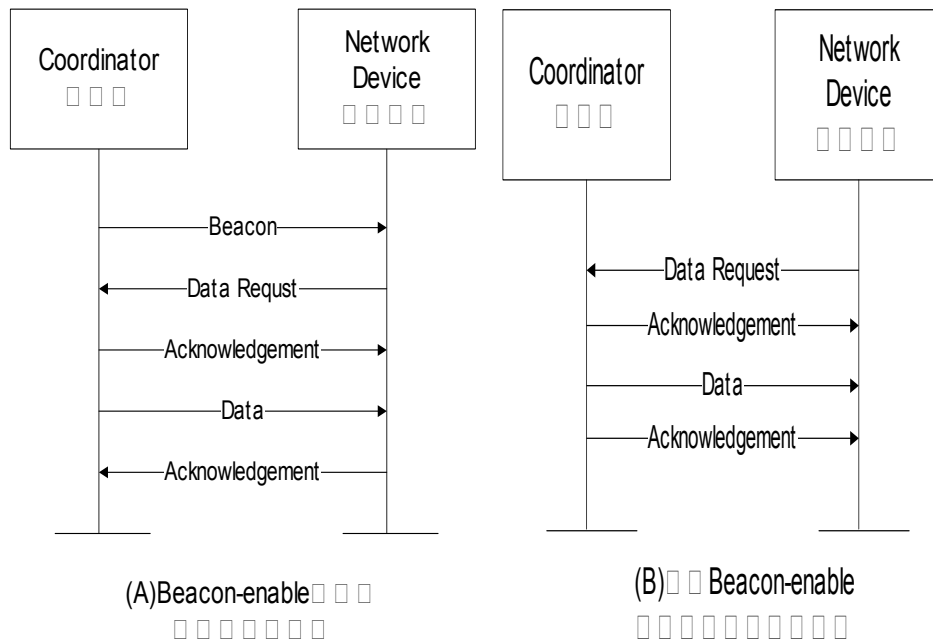 Coordinator
Network
Device
Beacon
Data Requst
Acknowledgement
Data
Acknowledgement
(A)Beacon-enable
Coordinator
Network
Device
Data Request
Acknowledgement
Data
Acknowledgement
(B)
Beacon-enable